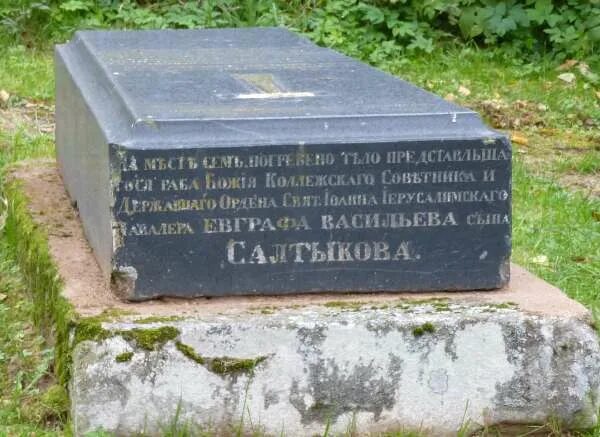 НА МѢСТѢ СЕМЪ ПОГРЕБЕНО ТѢЛО ПРЕДСТАВЛЬША
ГОСЯ РАБА БОЖІЯ КОЛЛЕЖСКАГО СОВѢТНИКА И
ДЕРЖАВНАГО ОРДЕНА СВЯТ. ІОАННА ІЕРУСАЛИМСКАГО
КАВАЛЕРА ЕВГРАФА ВАСИЛЬЕВА СЫНА
САЛТЫКОВА.